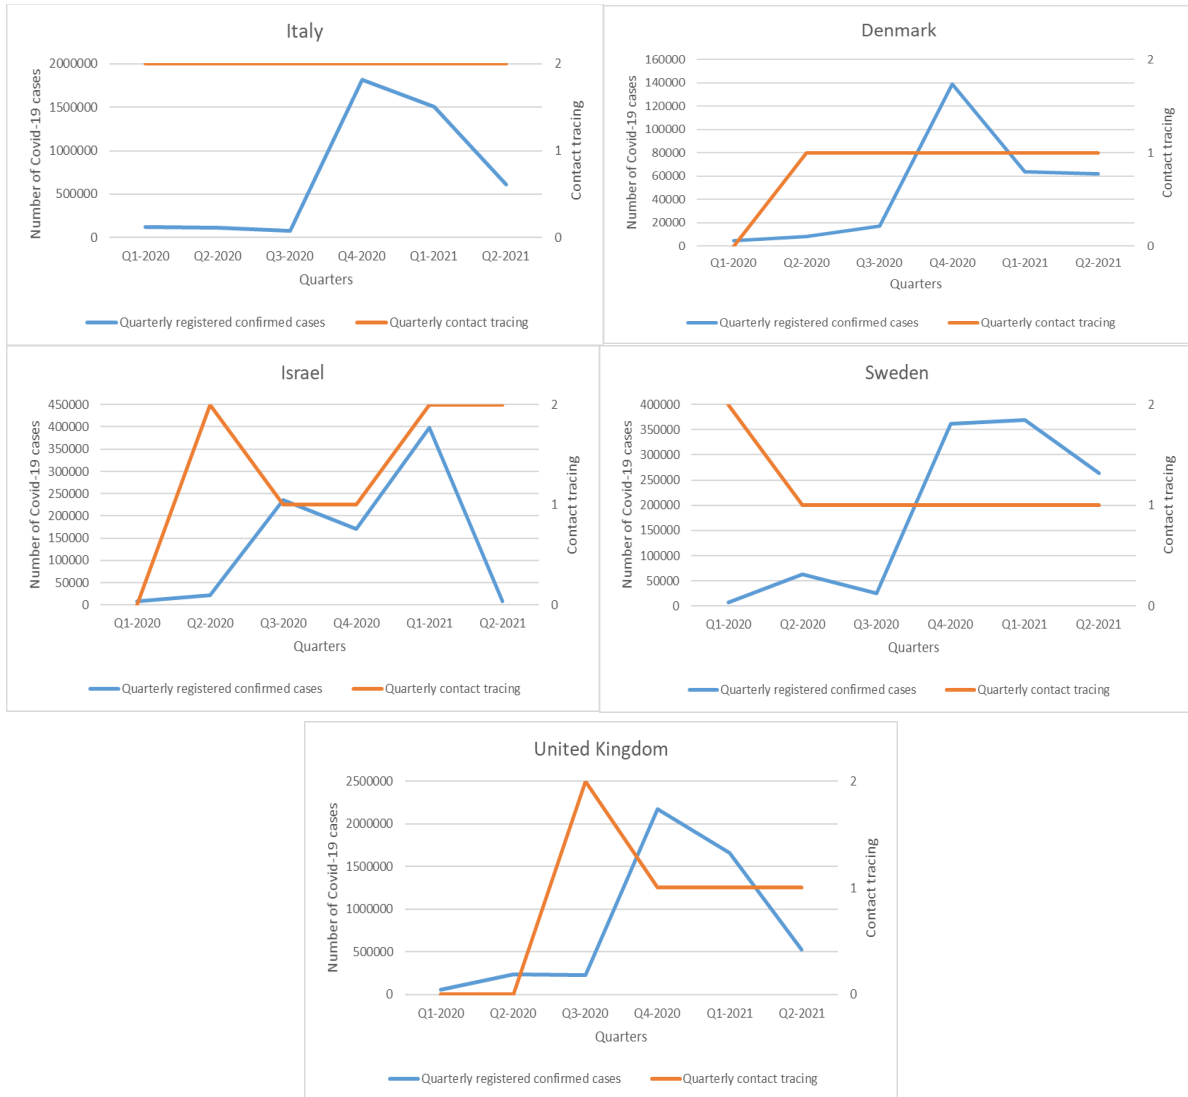 Italy
Number of Covid-19 cases
2000000
1500000
1000000
500000
0
2
1
0
Contact tracing
Q1-2020 Q2-2020 Q3-2020 Q4-2020 Q1-2021 Q2-2021
Quarters
Quarterly registered confirmed cases Quarterly contact tracing
Denmark
Number of Covid-19 cases
160000
140000
120000
100000
80000
60000
40000
20000
0
2
1
0
Contact tracing
Q1-2020 Q2-2020 Q3-2020 Q4-2020 Q1-2021 Q2-2021
Quarters
Quarterly registered confirmed cases Quarterly contact tracing
Israel
Number of Covid-19 cases
450000
400000
350000
300000
250000
200000
150000
100000
50000
0
2
1
0
Contact tracing
Q1-2020 Q2-2020 Q3-2020 Q4-2020 Q1-2021 Q2-2021
Quarters
Quarterly registered confirmed cases Quarterly contact tracing
Sweden
Number of Covid-19 cases
400000
350000
300000
250000
200000
150000
100000
50000
0
2
1
0
Contact tracing
Q1-2020 Q2-2020 Q3-2020 Q4-2020 Q1-2021 Q2-2021
Quarters
Quarterly registered confirmed cases Quarterly contact tracing
United Kingdom
Number of Covid-19 cases
2500000
2000000
1500000
1000000
500000
0
2
1
0
Contact tracing
Q1-2020 Q2-2020 Q3-2020 Q4-2020 Q1-2021 Q2-2021
Quarters
Quarterly registered confirmed cases Quarterly contact tracing